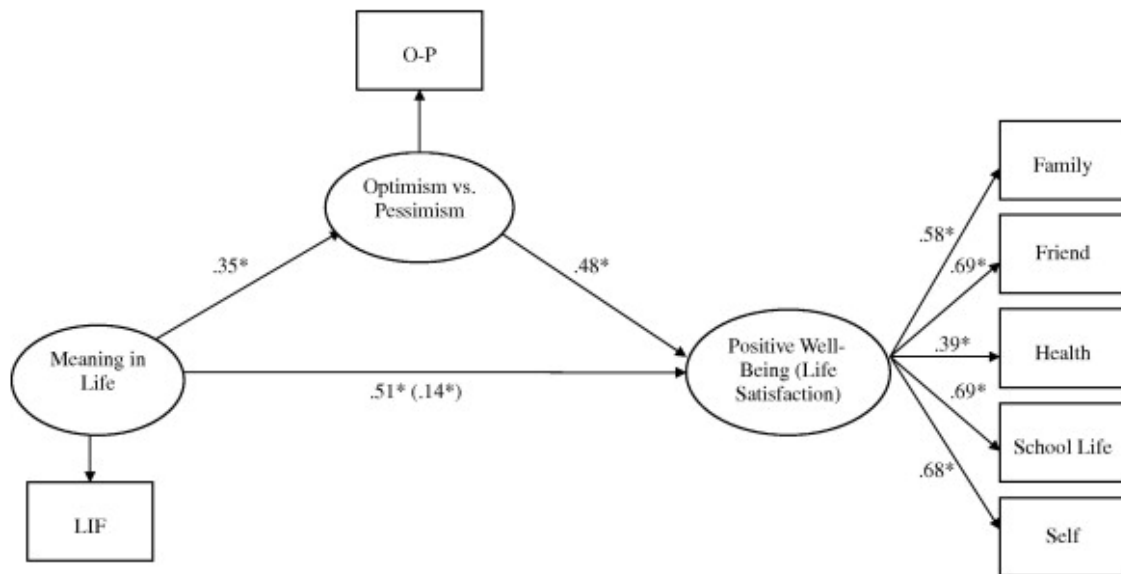 O-P
Optimism vs.
Pessimism
Family
.58*
.69*
Friend
.35*
.48*
Meaning in
Life
Positive Well-
Being (Life
Satisfaction)
.39*
Health
.51* (.14*)
.69*
School Life
.68*
LIF
Self